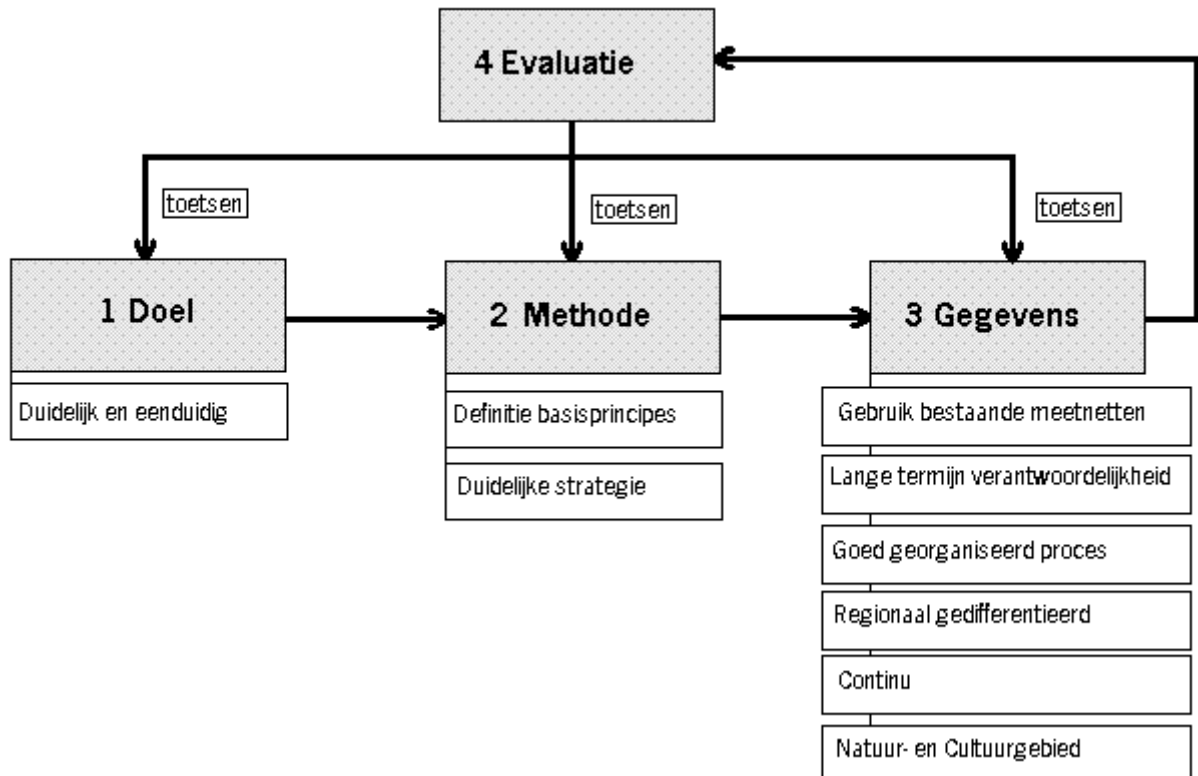 4 Evaluatie
toetsen
toetsen
toetsen
1 Doel
2 Methode
3 Gegevens
Duidelijk en eenduidig
Definitie basisprincipes
Duidelijke strategie
Gebruik bestaande meetnetten
Lange termijn verantwoordelijkheid
Goed georganiseerd proces
Regionaal gedifferentieerd
Continu
Natuur- en Cultuurgebied